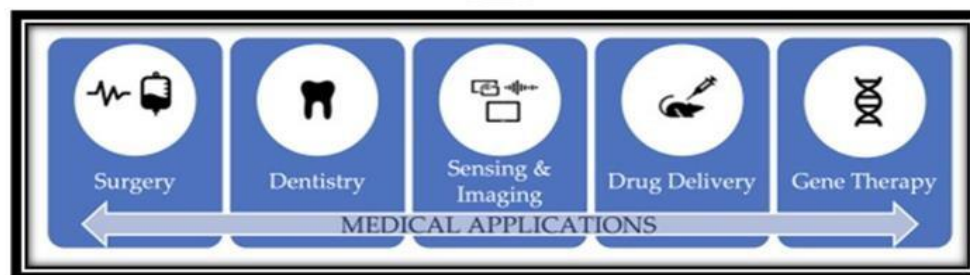 Surgery
Dentistry
Sensing &
Imaging
Drug Delivery
Gene Therapy
MEDICAL APPLICATIONS